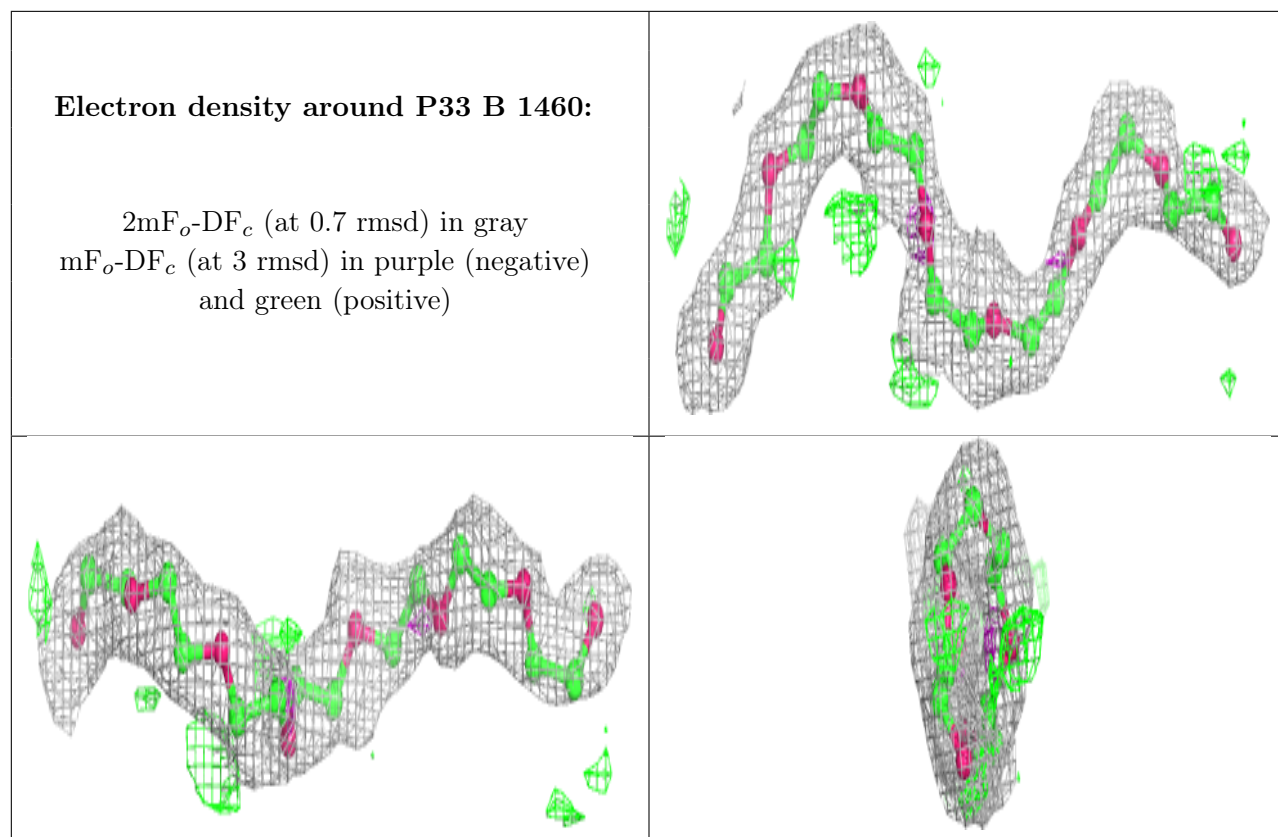 Electron density around P33 B 1460:
2mFo-DFc (at 0.7 rmsd) in gray
mFo-DFc (at 3 rmsd) in purple (negative)
and green (positive)